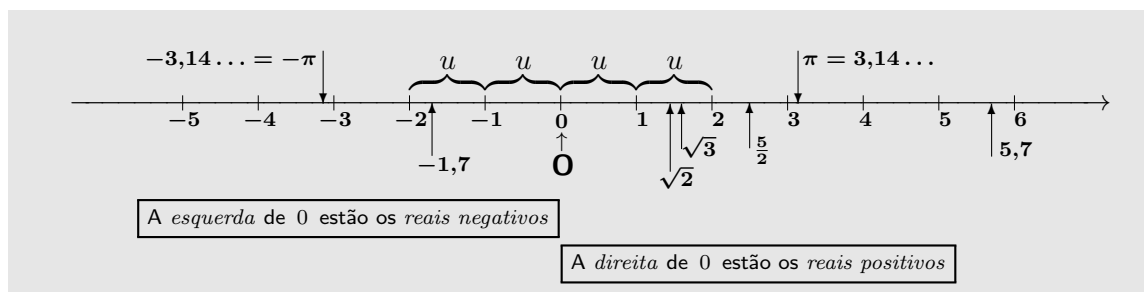 −3,14... = −π
π = 3,14...
u u u u
−5 −4 −3 −2 −1 0 1 2 3 4 5 6
−1,7
√2
√3
5/2
5,7
O
A esquerda de 0 estão os reais negativos
A direita de 0 estão os reais positivos